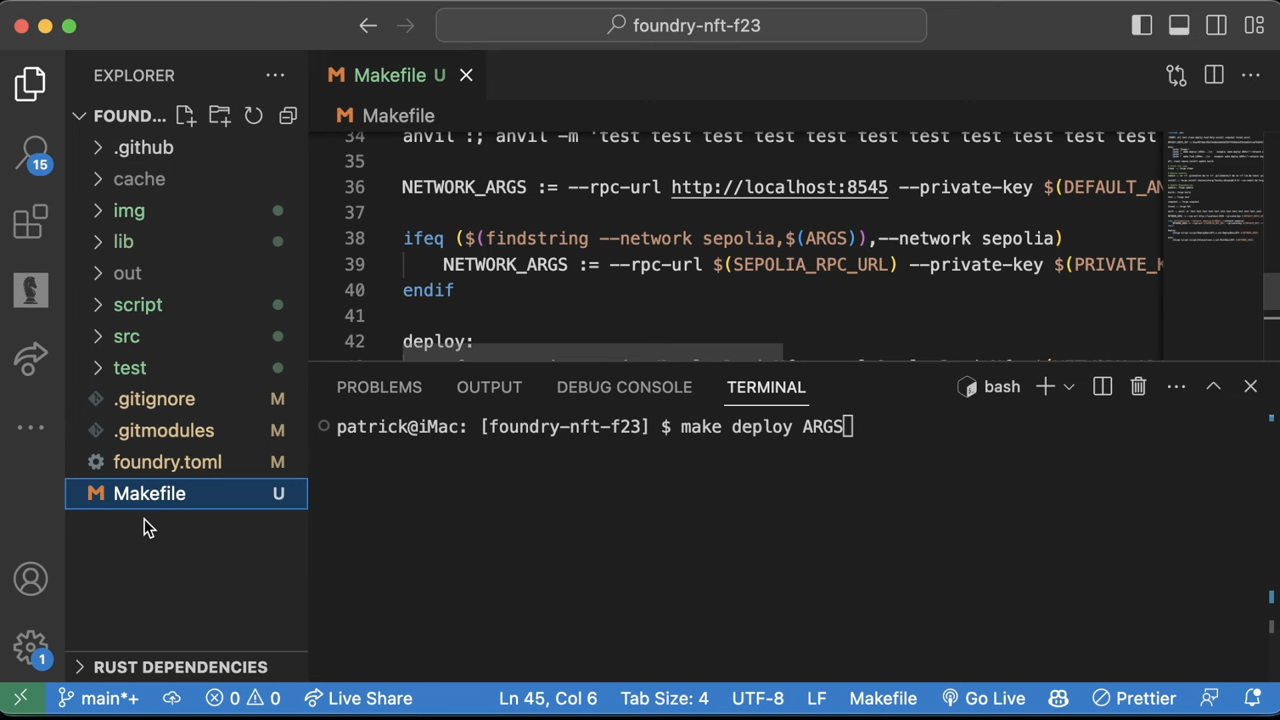 foundry-nft-f23
EXPLORER
FOUND...
.github
cache
img
lib
out
script
src
test
.gitignore M
.gitmodules M
foundry.toml M
Makefile U
RUST DEPENDENCIES
15
1
Makefile U
Makefile
34 anvil :; anvil -m 'test test test test test test test test test test test
35
36 NETWORK_ARGS := --rpc-url http://localhost:8545 --private-key $(DEFAULT_AN
37
38 ifeq ($(findstring --network sepolia,$(ARGS)),--network sepolia)
39 NETWORK_ARGS := --rpc-url $(SEPOLIA_RPC_URL) --private-key $(PRIVATE_K
40 endif
41
42 deploy:
PROBLEMS OUTPUT DEBUG CONSOLE TERMINAL bash
patrick@iMac: [foundry-nft-f23] $ make deploy ARGS
main*+ 0 0 Live Share Ln 45, Col 6 Tab Size: 4 UTF-8 LF Makefile Go Live Prettier